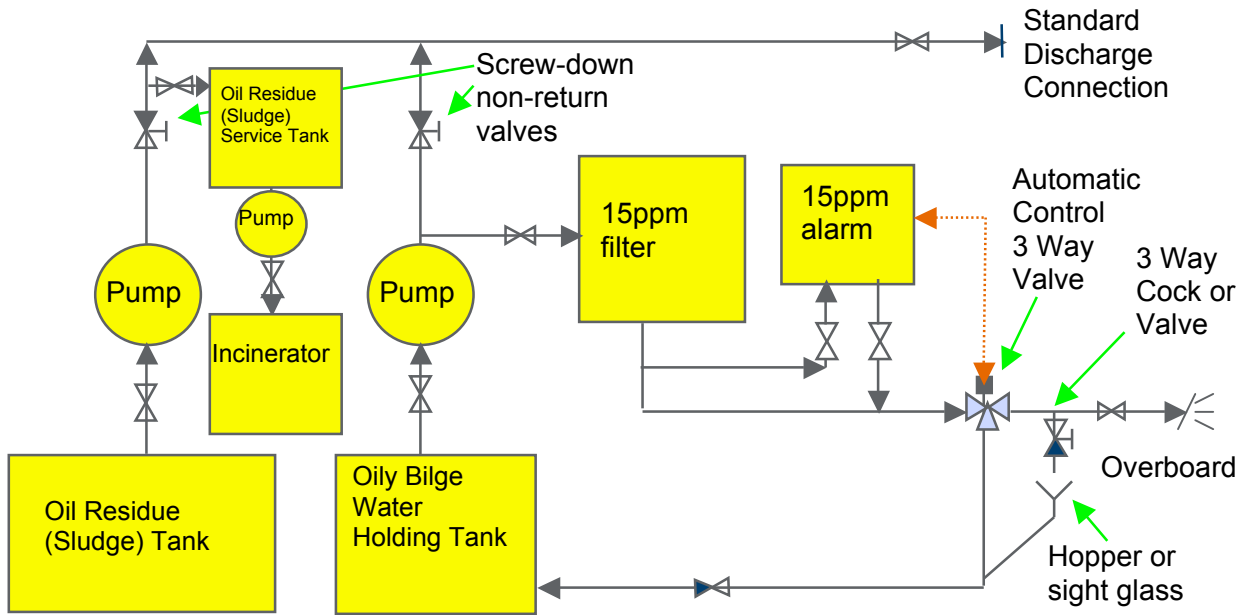 Standard
Discharge
Connection
Screw-down
non-return
valves
Oil Residue
(Sludge)
Service Tank
15ppm
filter
15ppm
alarm
Automatic
Control
3 Way
Valve
3 Way
Cock or
Valve
Pump
Pump
Pump
Incinerator
Overboard
Oil Residue
(Sludge) Tank
Oily Bilge
Water
Holding Tank
Hopper or
sight glass